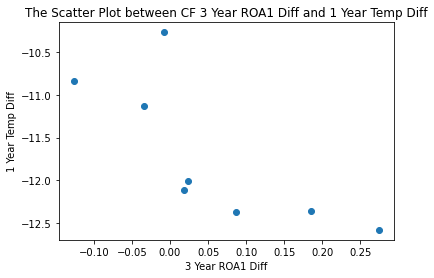 The Scatter Plot between CF 3 Year ROA1 Diff and 1 Year Temp Diff
1 Year Temp Diff
−10.5
−11.0
−11.5
−12.0
−12.5
−0.10 −0.05 0.00 0.05 0.10 0.15 0.20 0.25
3 Year ROA1 Diff